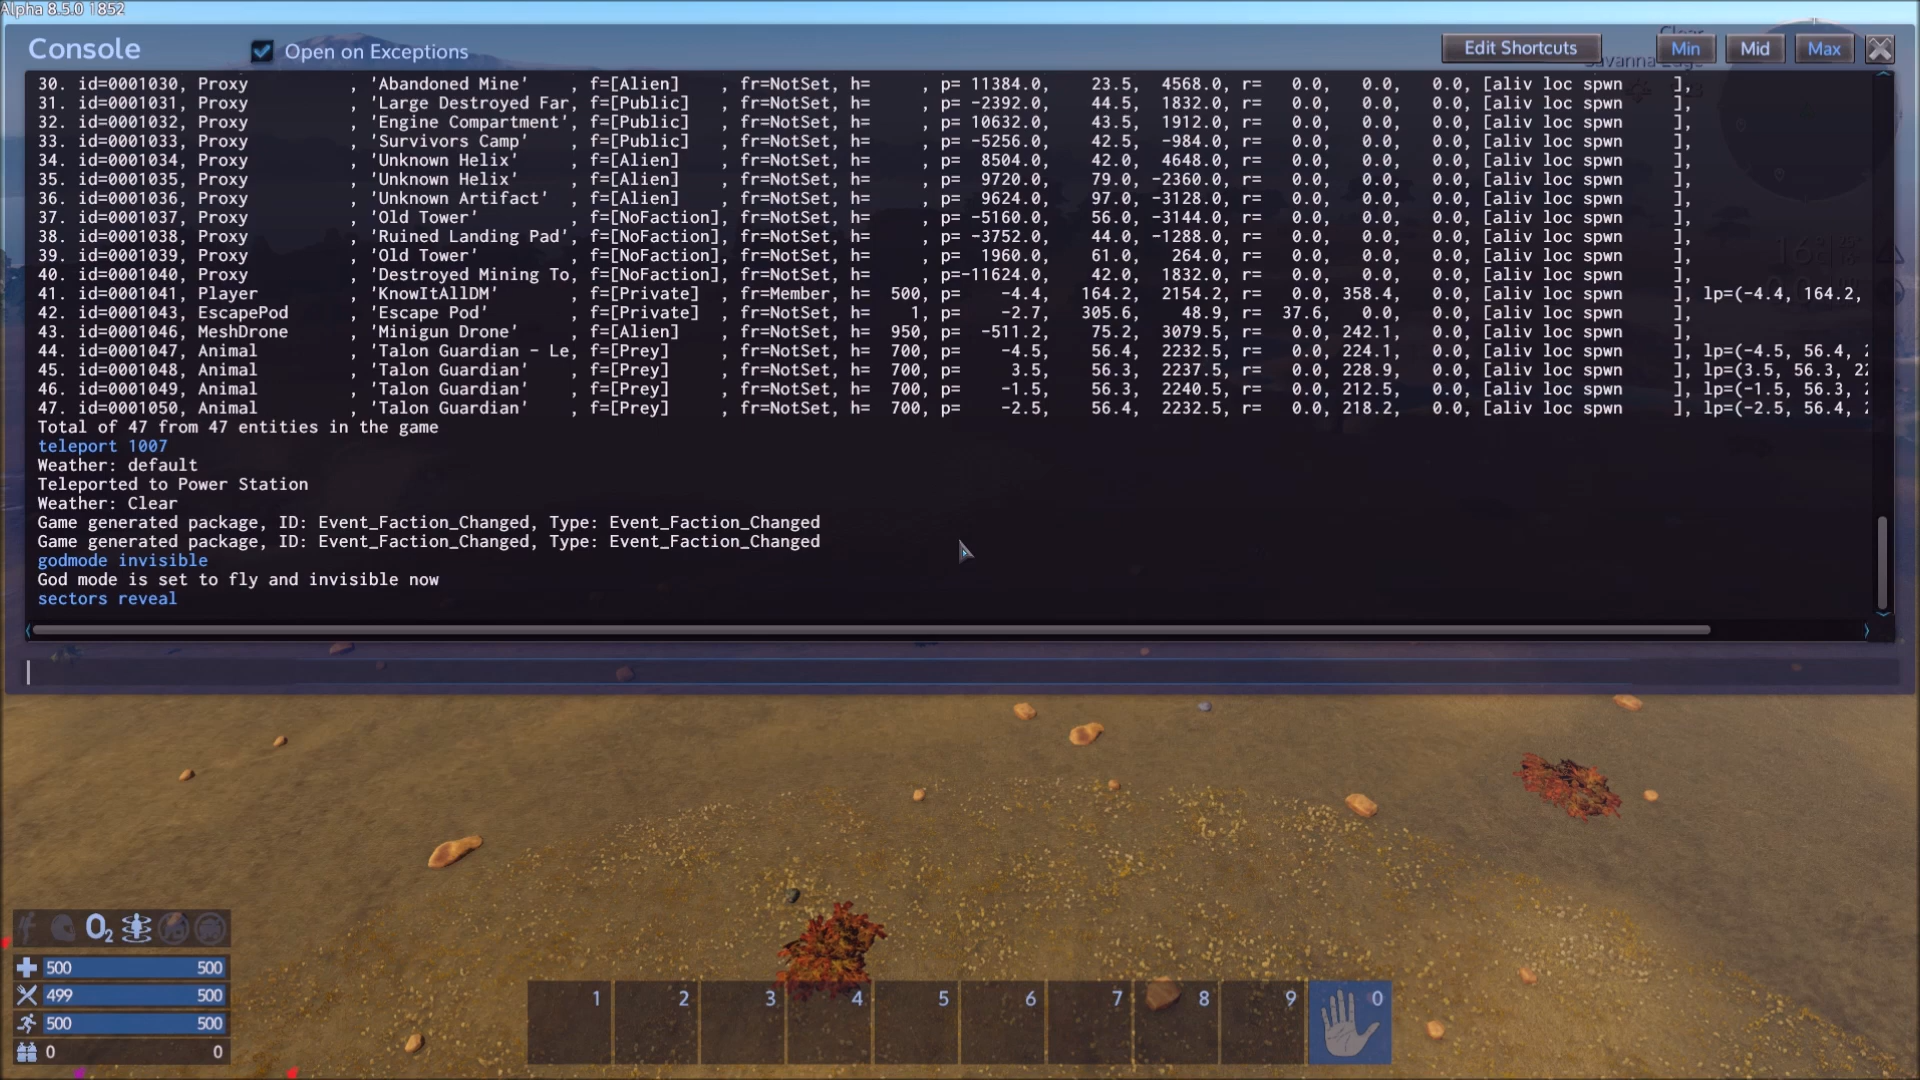 Alpha 8.5.0 1852
Console
Open on Exceptions
Edit Shortcuts
Min
Mid
Max
30. id=0001030, Proxy , 'Abandoned Mine' , f=[Alien] , fr=NotSet, h= , p= 11384.0, 23.5, 4568.0, r= 0.0, 0.0, 0.0, [aliv loc spwn ],
31. id=0001031, Proxy , 'Large Destroyed Far, f=[Public] , fr=NotSet, h= , p= -2392.0, 44.5, 1832.0, r= 0.0, 0.0, 0.0, [aliv loc spwn ],
32. id=0001032, Proxy , 'Engine Compartment', f=[Public] , fr=NotSet, h= , p= 10632.0, 43.5, 1912.0, r= 0.0, 0.0, 0.0, [aliv loc spwn ],
33. id=0001033, Proxy , 'Survivors Camp' , f=[Public] , fr=NotSet, h= , p= -5256.0, 42.5, -984.0, r= 0.0, 0.0, 0.0, [aliv loc spwn ],
34. id=0001034, Proxy , 'Unknown Helix' , f=[Alien] , fr=NotSet, h= , p= 8504.0, 42.0, 4648.0, r= 0.0, 0.0, 0.0, [aliv loc spwn ],
35. id=0001035, Proxy , 'Unknown Helix' , f=[Alien] , fr=NotSet, h= , p= 9720.0, 79.0, -2360.0, r= 0.0, 0.0, 0.0, [aliv loc spwn ],
36. id=0001036, Proxy , 'Unknown Artifact' , f=[Alien] , fr=NotSet, h= , p= 9624.0, 97.0, -3128.0, r= 0.0, 0.0, 0.0, [aliv loc spwn ],
37. id=0001037, Proxy , 'Old Tower' , f=[NoFaction], fr=NotSet, h= , p= -5160.0, 56.0, -3144.0, r= 0.0, 0.0, 0.0, [aliv loc spwn ],
38. id=0001038, Proxy , 'Ruined Landing Pad', f=[NoFaction], fr=NotSet, h= , p= -3752.0, 44.0, -1288.0, r= 0.0, 0.0, 0.0, [aliv loc spwn ],
39. id=0001039, Proxy , 'Old Tower' , f=[NoFaction], fr=NotSet, h= , p= 1960.0, 61.0, 264.0, r= 0.0, 0.0, 0.0, [aliv loc spwn ],
40. id=0001040, Proxy , 'Destroyed Mining To, f=[NoFaction], fr=NotSet, h= , p=-11624.0, 42.0, 1832.0, r= 0.0, 0.0, 0.0, [aliv loc spwn ],
41. id=0001041, Player , 'KnowItAllDM' , f=[Private] , fr=Member, h= 500, p= -4.4, 164.2, 2154.2, r= 0.0, 358.4, 0.0, [aliv loc spwn ], lp=(-4.4, 164.2,
42. id=0001043, EscapePod , 'Escape Pod' , f=[Private] , fr=NotSet, h= 1, p= -2.7, 305.6, 48.9, r= 37.6, 0.0, 0.0, [aliv loc spwn ],
43. id=0001046, MeshDrone , 'Minigun Drone' , f=[Alien] , fr=NotSet, h= 950, p= -511.2, 75.2, 3079.5, r= 0.0, 242.1, 0.0, [aliv loc spwn ],
44. id=0001047, Animal , 'Talon Guardian - Le, f=[Prey] , fr=NotSet, h= 700, p= -4.5, 56.4, 2232.5, r= 0.0, 224.1, 0.0, [aliv loc spwn ], lp=(-4.5, 56.4,
45. id=0001048, Animal , 'Talon Guardian' , f=[Prey] , fr=NotSet, h= 700, p= 3.5, 56.3, 2237.5, r= 0.0, 228.9, 0.0, [aliv loc spwn ], lp=(3.5, 56.3, 22
46. id=0001049, Animal , 'Talon Guardian' , f=[Prey] , fr=NotSet, h= 700, p= -1.5, 56.3, 2240.5, r= 0.0, 212.5, 0.0, [aliv loc spwn ], lp=(-1.5, 56.3,
47. id=0001050, Animal , 'Talon Guardian' , f=[Prey] , fr=NotSet, h= 700, p= -2.5, 56.4, 2232.5, r= 0.0, 218.2, 0.0, [aliv loc spwn ], lp=(-2.5, 56.4,
Total of 47 from 47 entities in the game
teleport 1007
Weather: default
Teleported to Power Station
Weather: Clear
Game generated package, ID: Event_Faction_Changed, Type: Event_Faction_Changed
Game generated package, ID: Event_Faction_Changed, Type: Event_Faction_Changed
godmode invisible
God mode is set to fly and invisible now
sectors reveal
O2
500 500
499 500
500 500
0 0
1 2 3 4 5 6 7 8 9 0